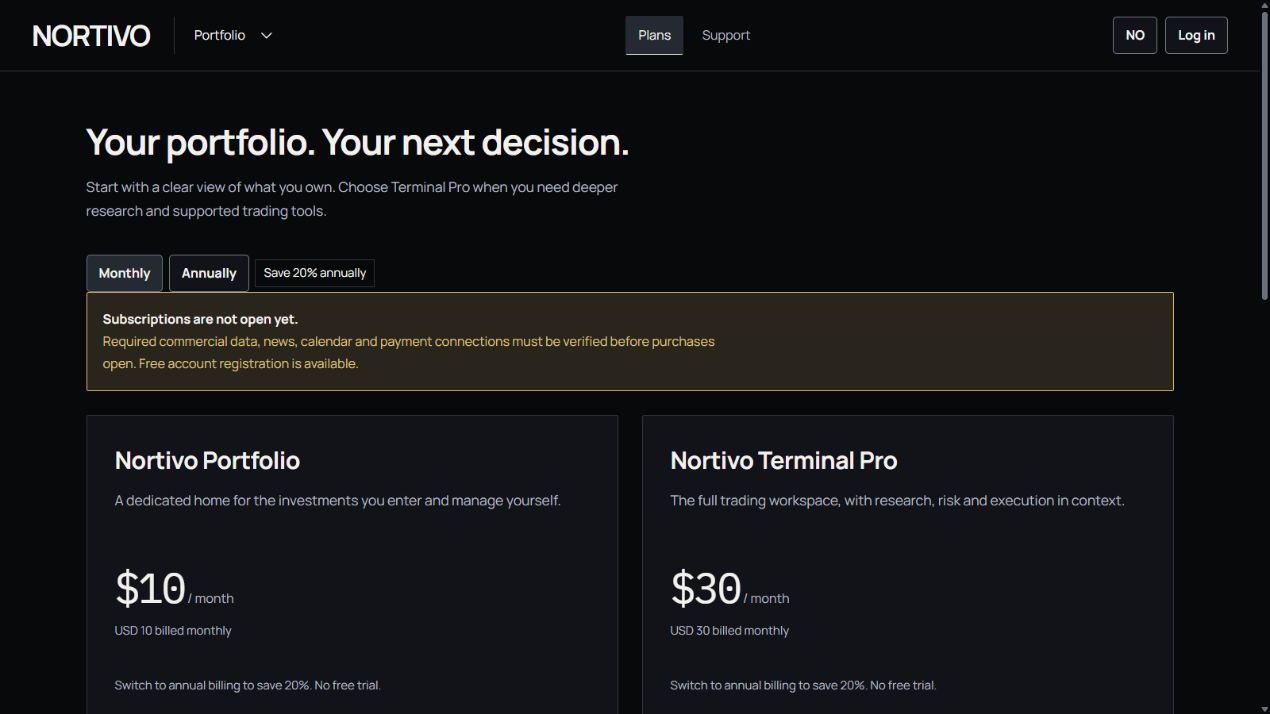 NORTIVO
Portfolio
Plans
Support
NO
Log in
Your portfolio. Your next decision.
Start with a clear view of what you own. Choose Terminal Pro when you need deeper
research and supported trading tools.
Monthly
Annually
Save 20% annually
Subscriptions are not open yet.
Required commercial data, news, calendar and payment connections must be verified before purchases
open. Free account registration is available.
Nortivo Portfolio
A dedicated home for the investments you enter and manage yourself.
$10 / month
USD 10 billed monthly
Switch to annual billing to save 20%. No free trial.
Nortivo Terminal Pro
The full trading workspace, with research, risk and execution in context.
$30 / month
USD 30 billed monthly
Switch to annual billing to save 20%. No free trial.